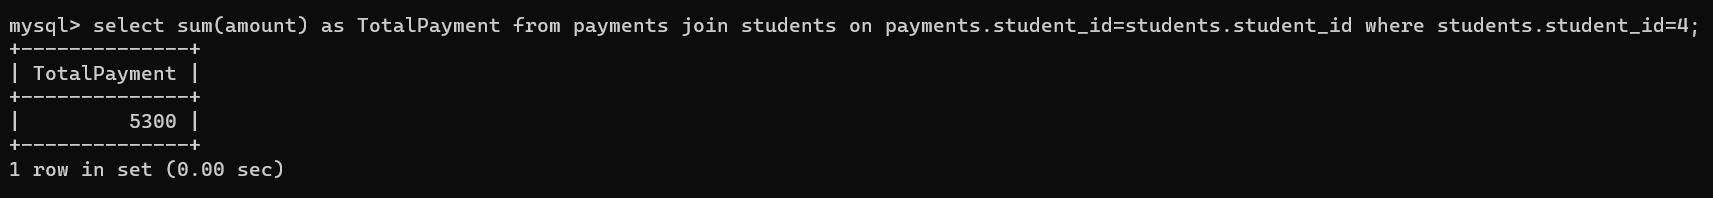 mysql> select sum(amount) as TotalPayment from payments join students on payments.student_id=students.student_id where students.student_id=4;
+--------------+
| TotalPayment |
+--------------+
|         5300 |
+--------------+
1 row in set (0.00 sec)